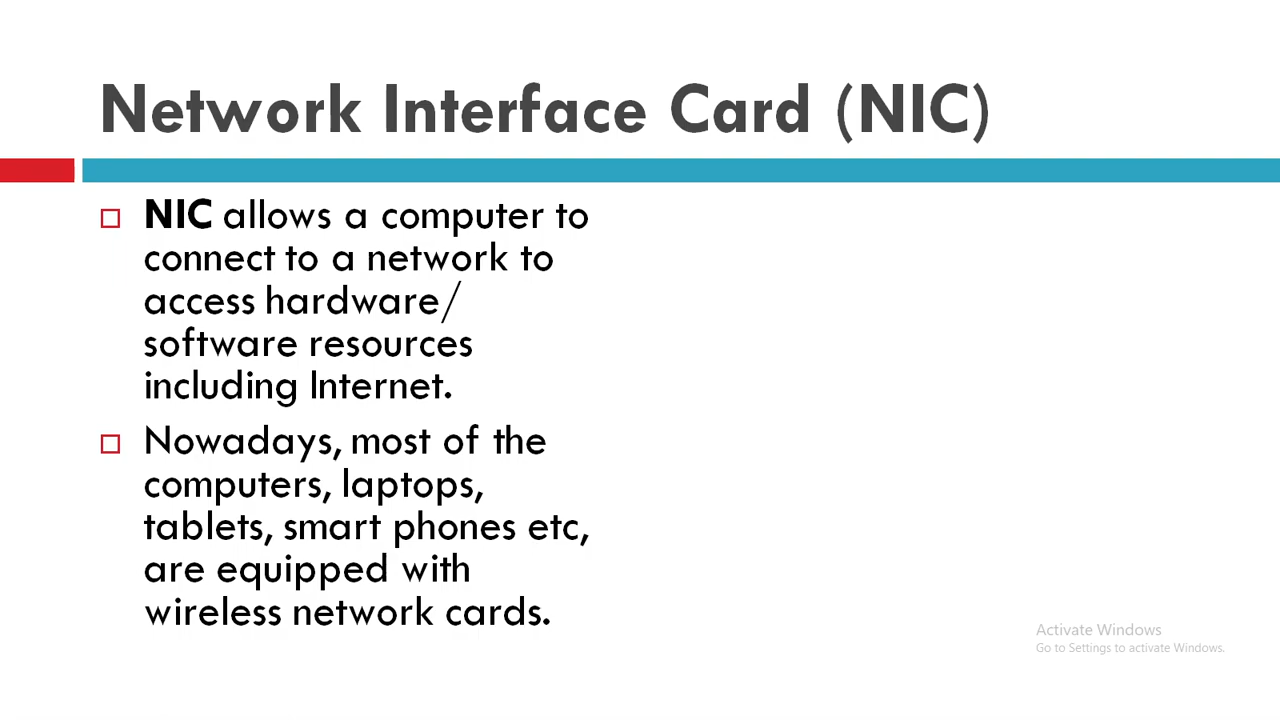 Network Interface Card (NIC)
NIC allows a computer to
connect to a network to
access hardware/
software resources
including Internet.
Nowadays, most of the
computers, laptops,
tablets, smart phones etc,
are equipped with
wireless network cards.
Activate Windows
Go to Settings to activate Windows.